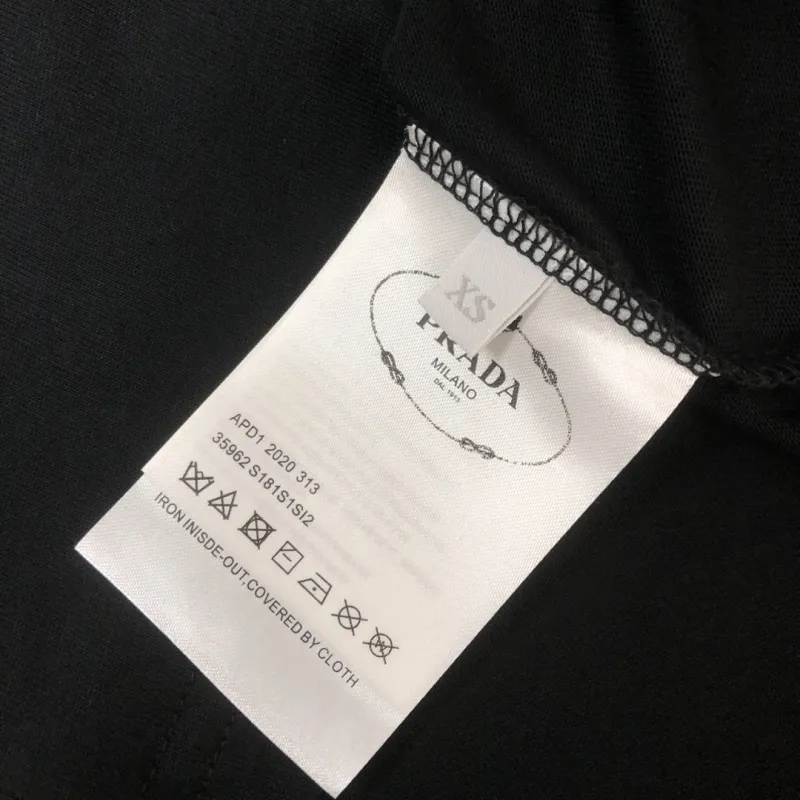 XS
PRADA
MILANO
DAL 1913
APD1 2020 313
35962 S181S1SI2
IRON INISDE-OUT,COVERED BY CLOTH